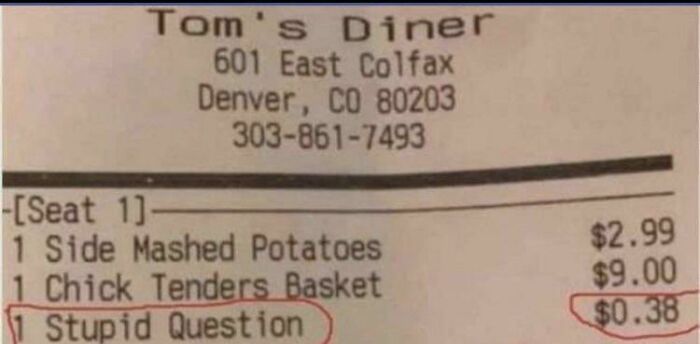 Tom's Diner
601 East Colfax
Denver, CO 80203
303-861-7493
[Seat 1]
1 Side Mashed Potatoes $2.99
1 Chick Tenders Basket $9.00
1 Stupid Question $0.38